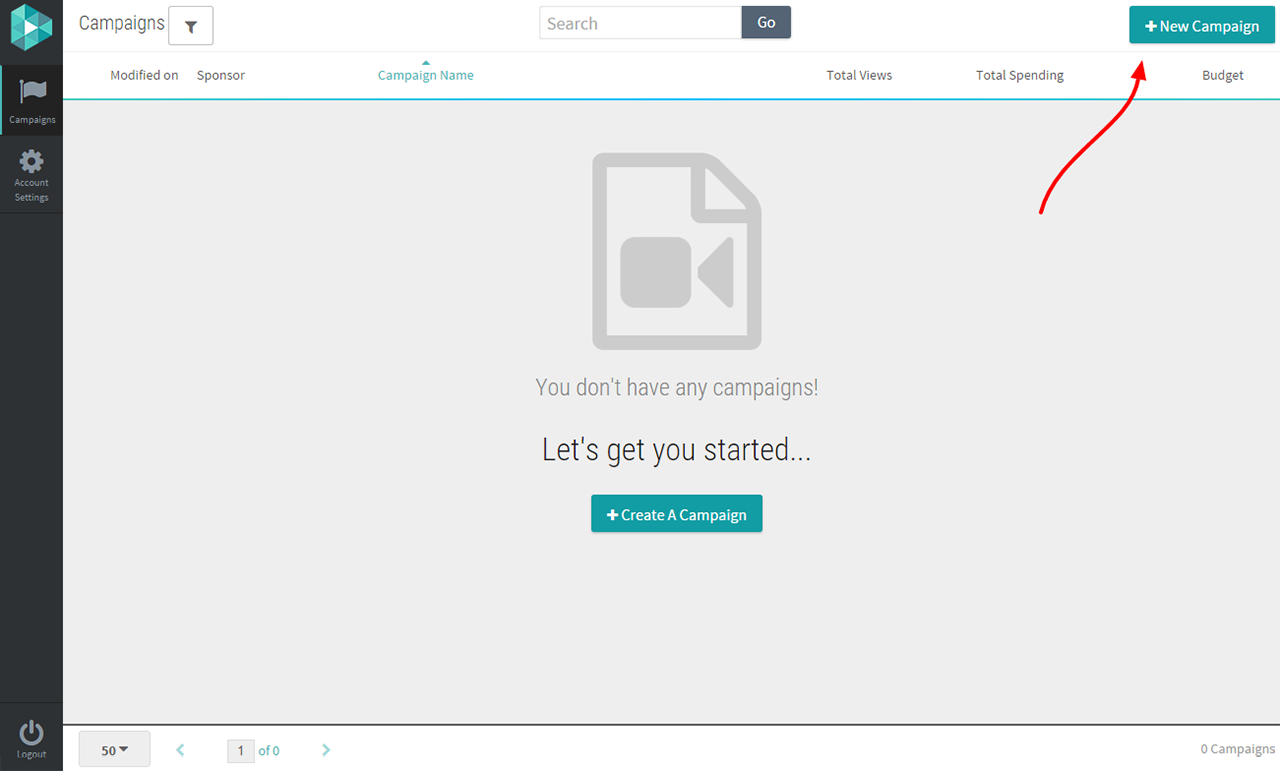 Campaigns
Search
Go
New Campaign
Modified on
Sponsor
Campaign Name
Total Views
Total Spending
Budget
Campaigns
Account
Settings
You don't have any campaigns!
Let's get you started...
Create A Campaign
Logout
50
1 of 0
0 Campaigns